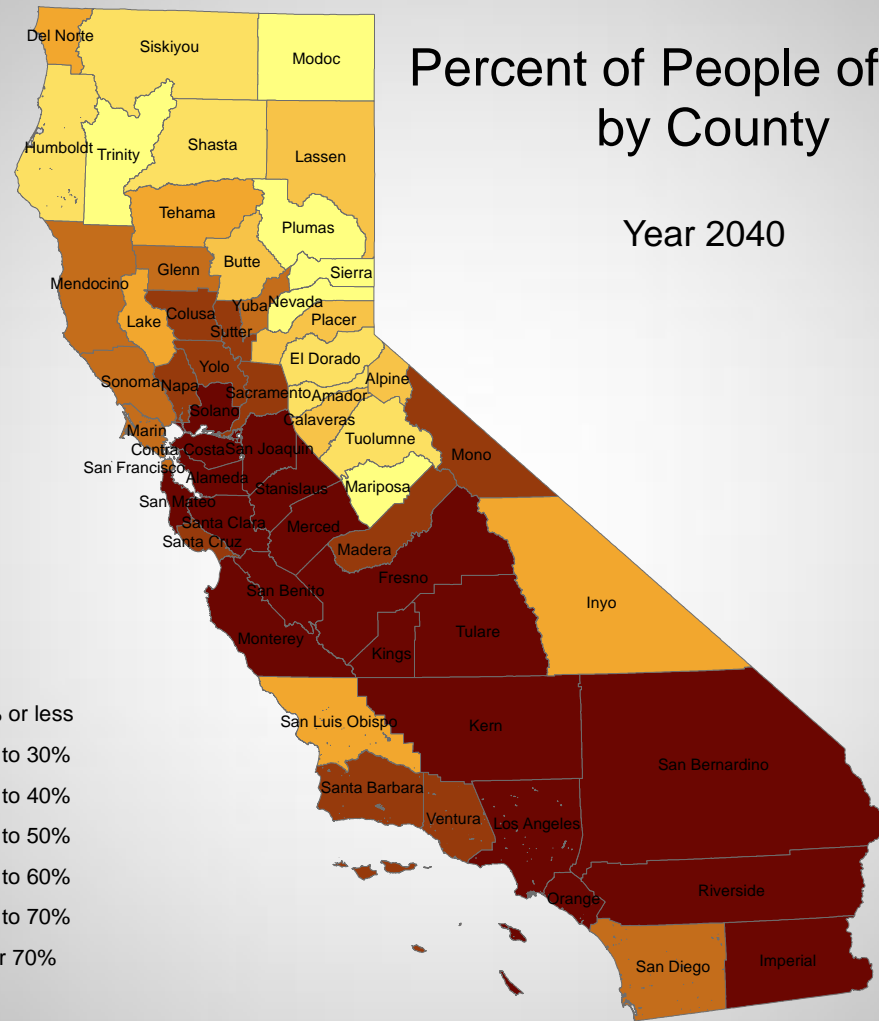 Percent of People of
by County
Year 2040
Del Norte
Siskiyou
Modoc
Humboldt
Trinity
Shasta
Lassen
Tehama
Plumas
Mendocino
Glenn
Butte
Sierra
Lake
Colusa
Yuba
Nevada
Sutter
Placer
Sonoma
Napa
Yolo
El Dorado
Sacramento
Amador
Alpine
Solano
Marin
Calaveras
Contra Costa
San Joaquin
Tuolumne
Mono
San Francisco
Alameda
Stanislaus
Mariposa
San Mateo
Santa Clara
Merced
Santa Cruz
Madera
San Benito
Fresno
Inyo
Monterey
Kings
Tulare
San Luis Obispo
Kern
San Bernardino
Santa Barbara
Ventura
Los Angeles
Orange
Riverside
San Diego
Imperial
% or less
to 30%
to 40%
to 50%
to 60%
to 70%
r 70%